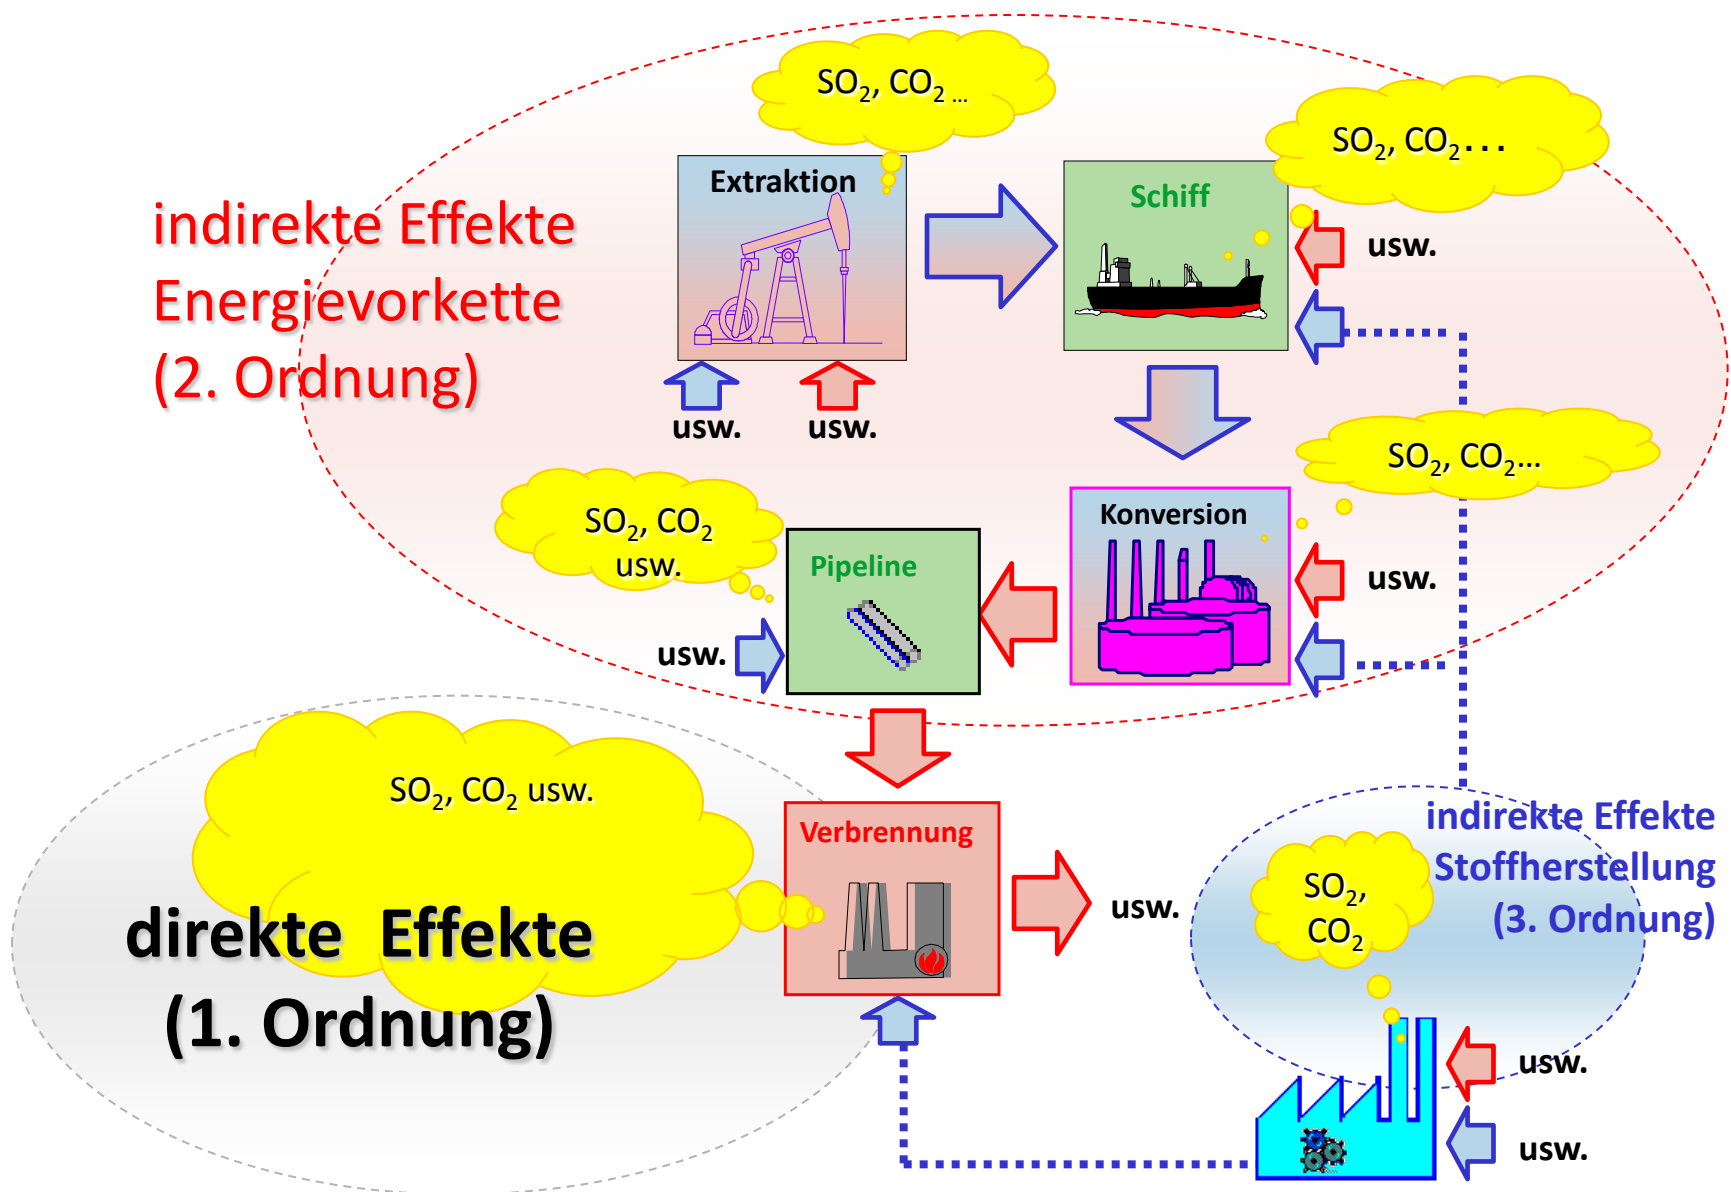 SO₂, CO₂ ...
SO₂, CO₂...
Extraktion
Schiff
indirekte Effekte
Energievorkette
(2. Ordnung)
usw.
usw.
usw.
SO₂, CO₂...
SO₂, CO₂
usw.
Konversion
Pipeline
usw.
usw.
SO₂, CO₂ usw.
Verbrennung
indirekte Effekte
Stoffherstellung
(3. Ordnung)
SO₂,
CO₂
usw.
direkte Effekte
(1. Ordnung)
usw.
usw.